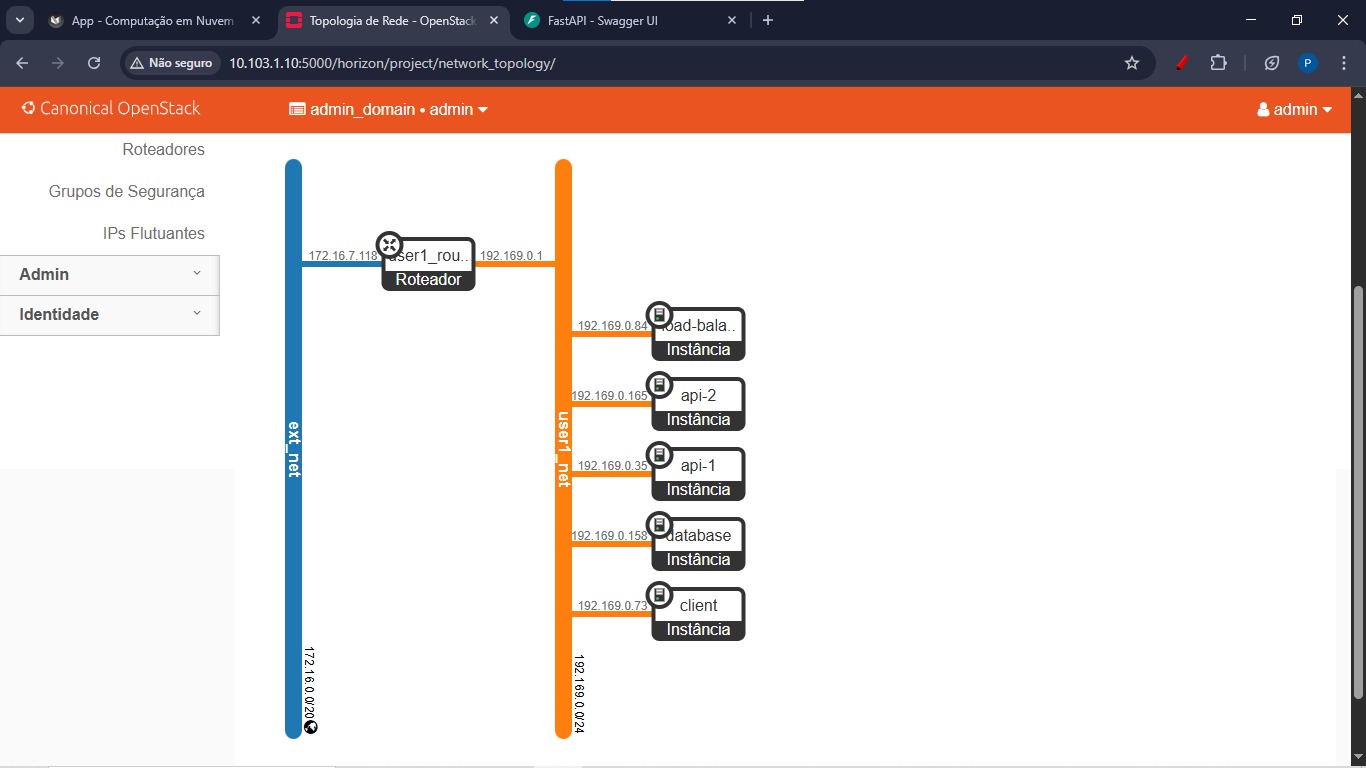 App - Computação em Nuvem
Topologia de Rede - OpenStack
FastAPI - Swagger UI
Não seguro
10.103.1.10:5000/horizon/project/network_topology/
P
Canonical OpenStack
admin_domain • admin
admin
Roteadores
Grupos de Segurança
IPs Flutuantes
Admin
Identidade
ext_net
172.16.0.0/20
172.16.7.118
user1_rou..
Roteador
192.169.0.1
user1_net
192.169.0.0/24
192.169.0.84
load-bala..
Instância
192.169.0.165
api-2
Instância
192.169.0.35
api-1
Instância
192.169.0.158
database
Instância
192.169.0.73
client
Instância